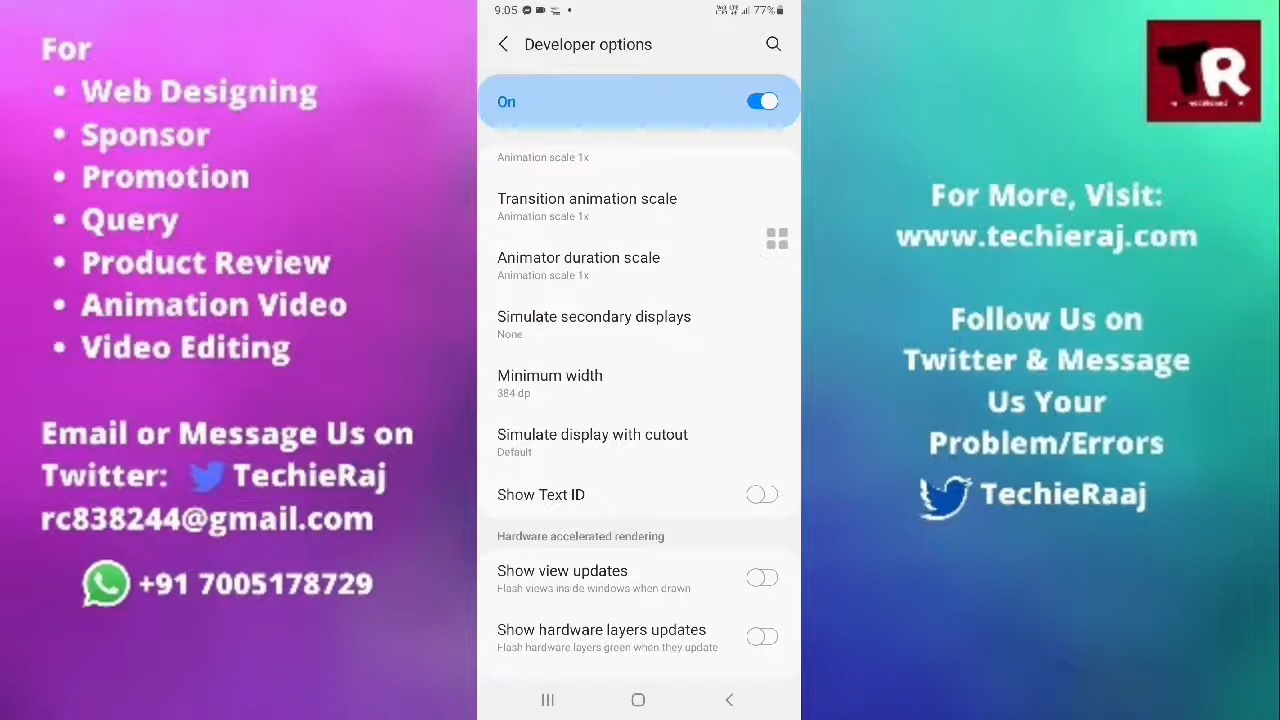 For
• Web Designing
• Sponsor
• Promotion
• Query
• Product Review
• Animation Video
• Video Editing
Email or Message Us on
Twitter: TechieRaj
rc838244@gmail.com
+91 7005178729
9:05
77%
Developer options
On
Animation scale 1x
Transition animation scale
Animation scale 1x
Animator duration scale
Animation scale 1x
Simulate secondary displays
None
Minimum width
384 dp
Simulate display with cutout
Default
Show Text ID
Hardware accelerated rendering
Show view updates
Flash views inside windows when drawn
Show hardware layers updates
Flash hardware layers green when they update
TR
For More, Visit:
www.techieraj.com
Follow Us on
Twitter & Message
Us Your
Problem/Errors
TechieRaaj